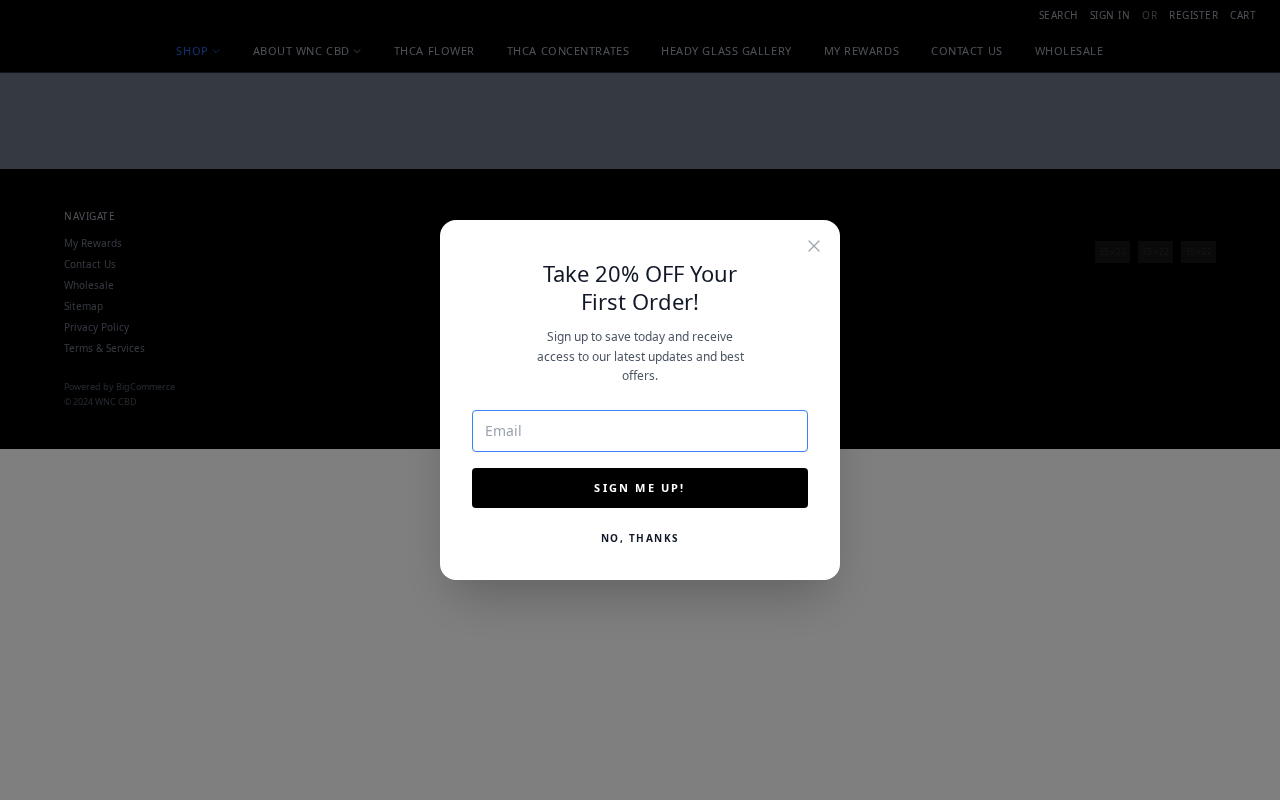 SEARCH SIGN IN OR REGISTER CART
SHOP ABOUT WNC CBD THCA FLOWER THCA CONCENTRATES HEADY GLASS GALLERY MY REWARDS CONTACT US WHOLESALE
NAVIGATE
My Rewards
Contact Us
Wholesale
Sitemap
Privacy Policy
Terms & Services
Powered by BigCommerce
© 2024 WNC CBD
Take 20% OFF Your
First Order!
Sign up to save today and receive
access to our latest updates and best
offers.
Email
SIGN ME UP!
NO, THANKS